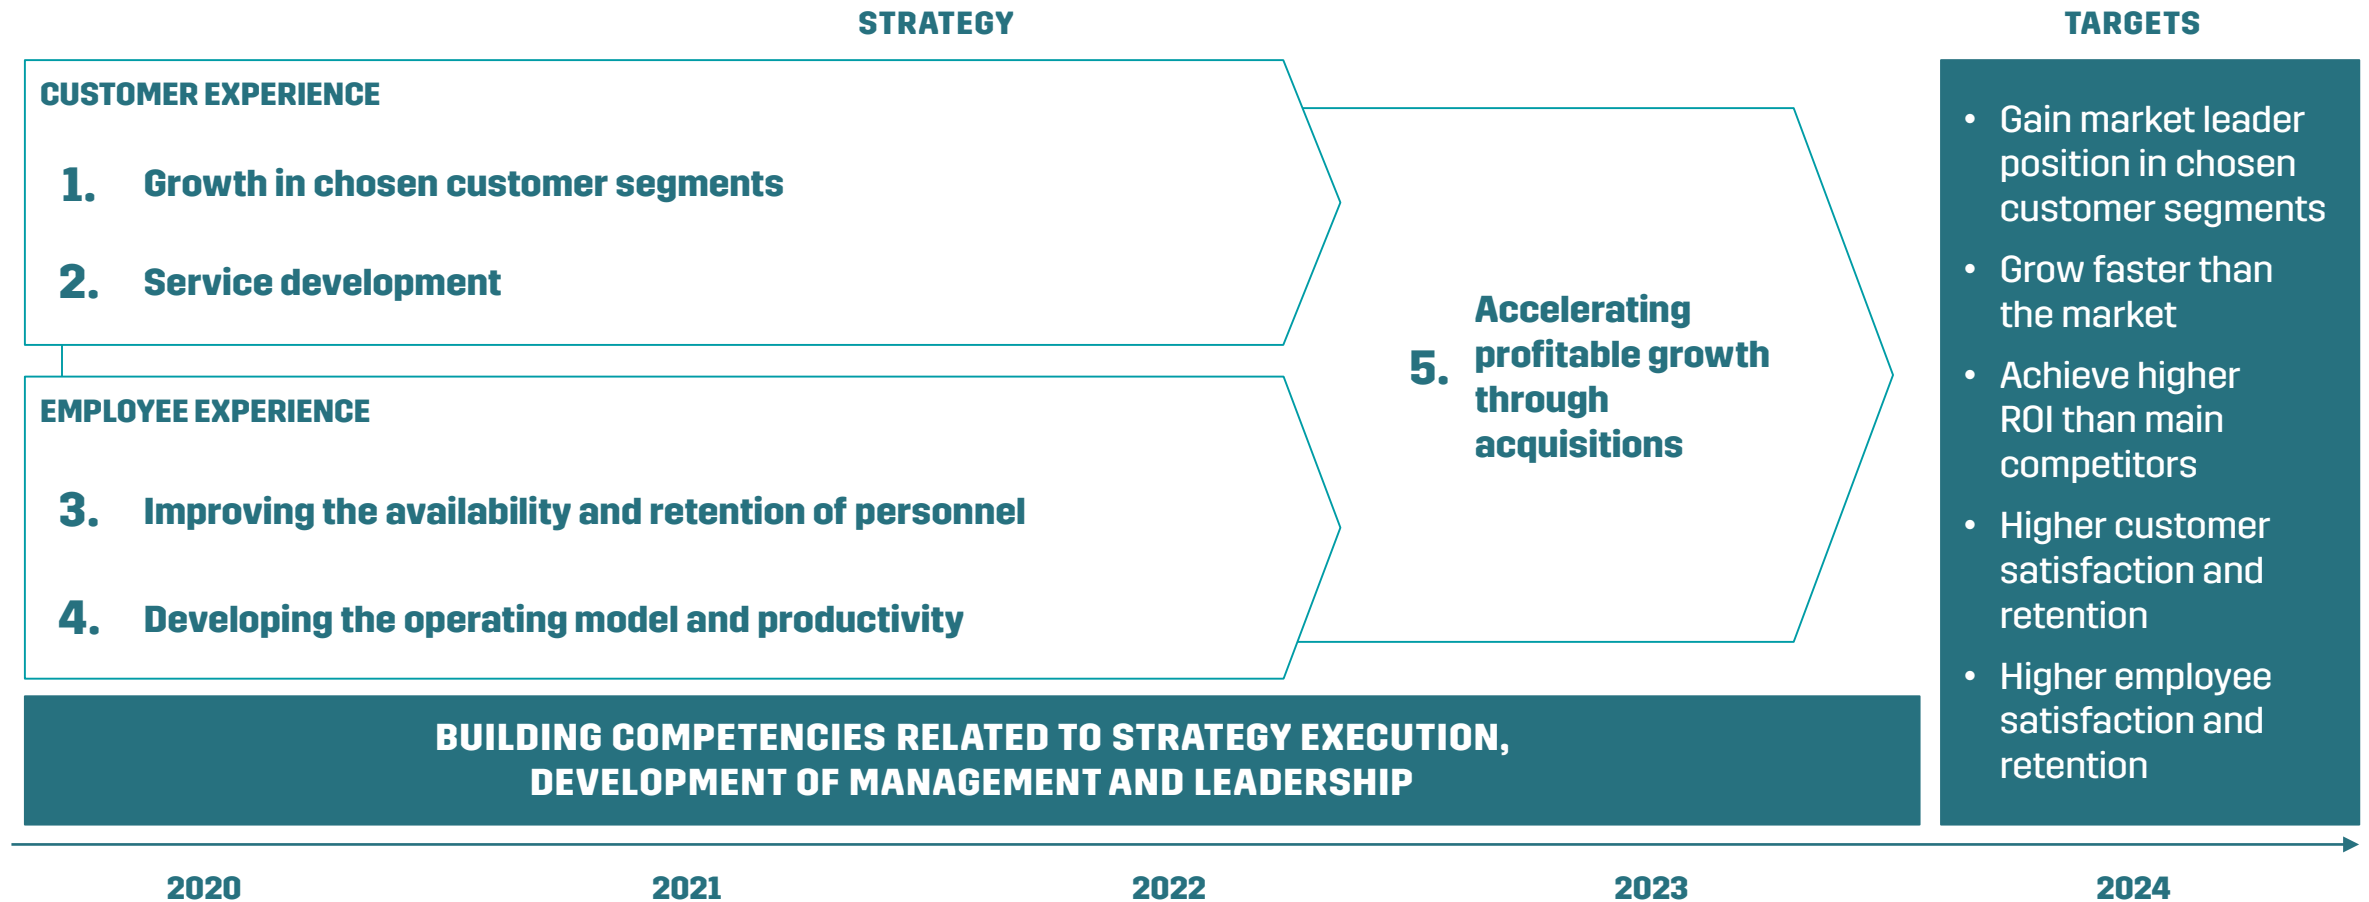 STRATEGY
TARGETS
CUSTOMER EXPERIENCE
1. Growth in chosen customer segments
2. Service development
EMPLOYEE EXPERIENCE
3. Improving the availability and retention of personnel
4. Developing the operating model and productivity
5. Accelerating
profitable growth
through
acquisitions
BUILDING COMPETENCIES RELATED TO STRATEGY EXECUTION,
DEVELOPMENT OF MANAGEMENT AND LEADERSHIP
• Gain market leader
position in chosen
customer segments
• Grow faster than
the market
• Achieve higher
ROI than main
competitors
• Higher customer
satisfaction and
retention
• Higher employee
satisfaction and
retention
2020
2021
2022
2023
2024